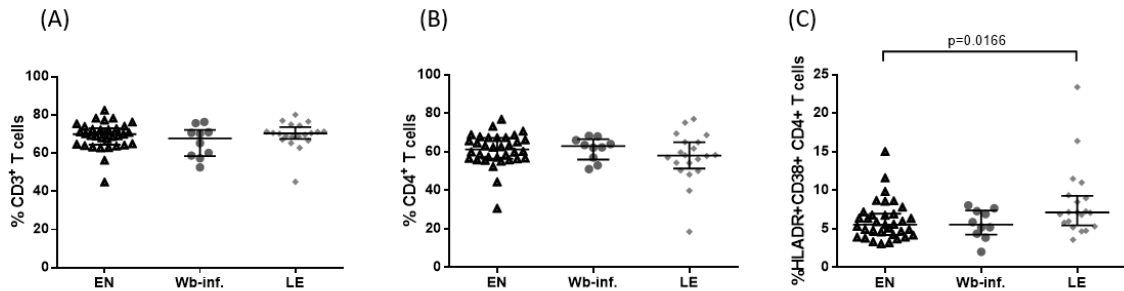 (A)
% CD3+ T cells
100
80
60
40
20
0
EN Wb-inf. LE
(B)
% CD4+ T cells
100
80
60
40
20
0
EN Wb-inf. LE
(C)
p=0.0166
%HLADR+CD38+ CD4+ T cells
25
20
15
10
5
0
EN Wb-inf. LE